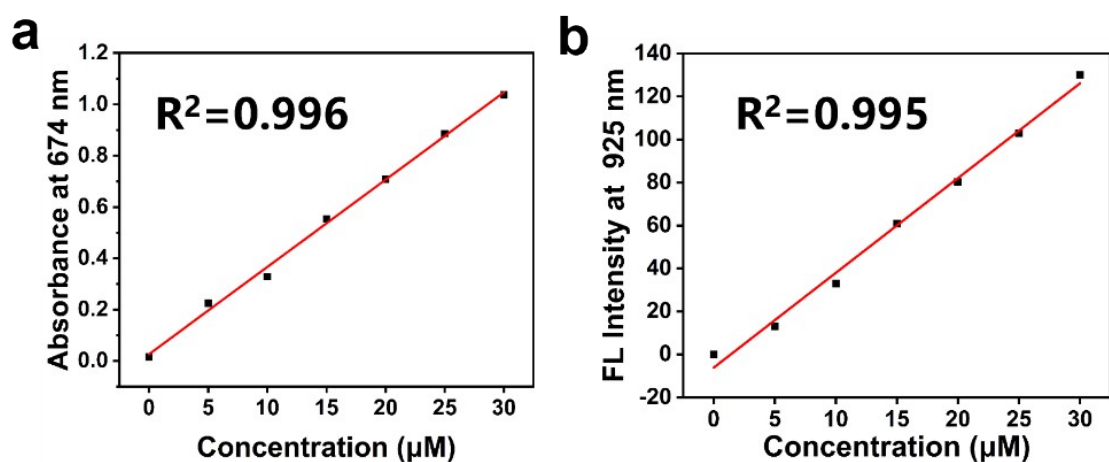 a
Absorbance at 674 nm
1.2
1.0
0.8
0.6
0.4
0.2
0.0
R²=0.996
0 5 10 15 20 25 30
Concentration (µM)
b
FL Intensity at 925 nm
140
120
100
80
60
40
20
0
-20
R²=0.995
0 5 10 15 20 25 30
Concentration (µM)